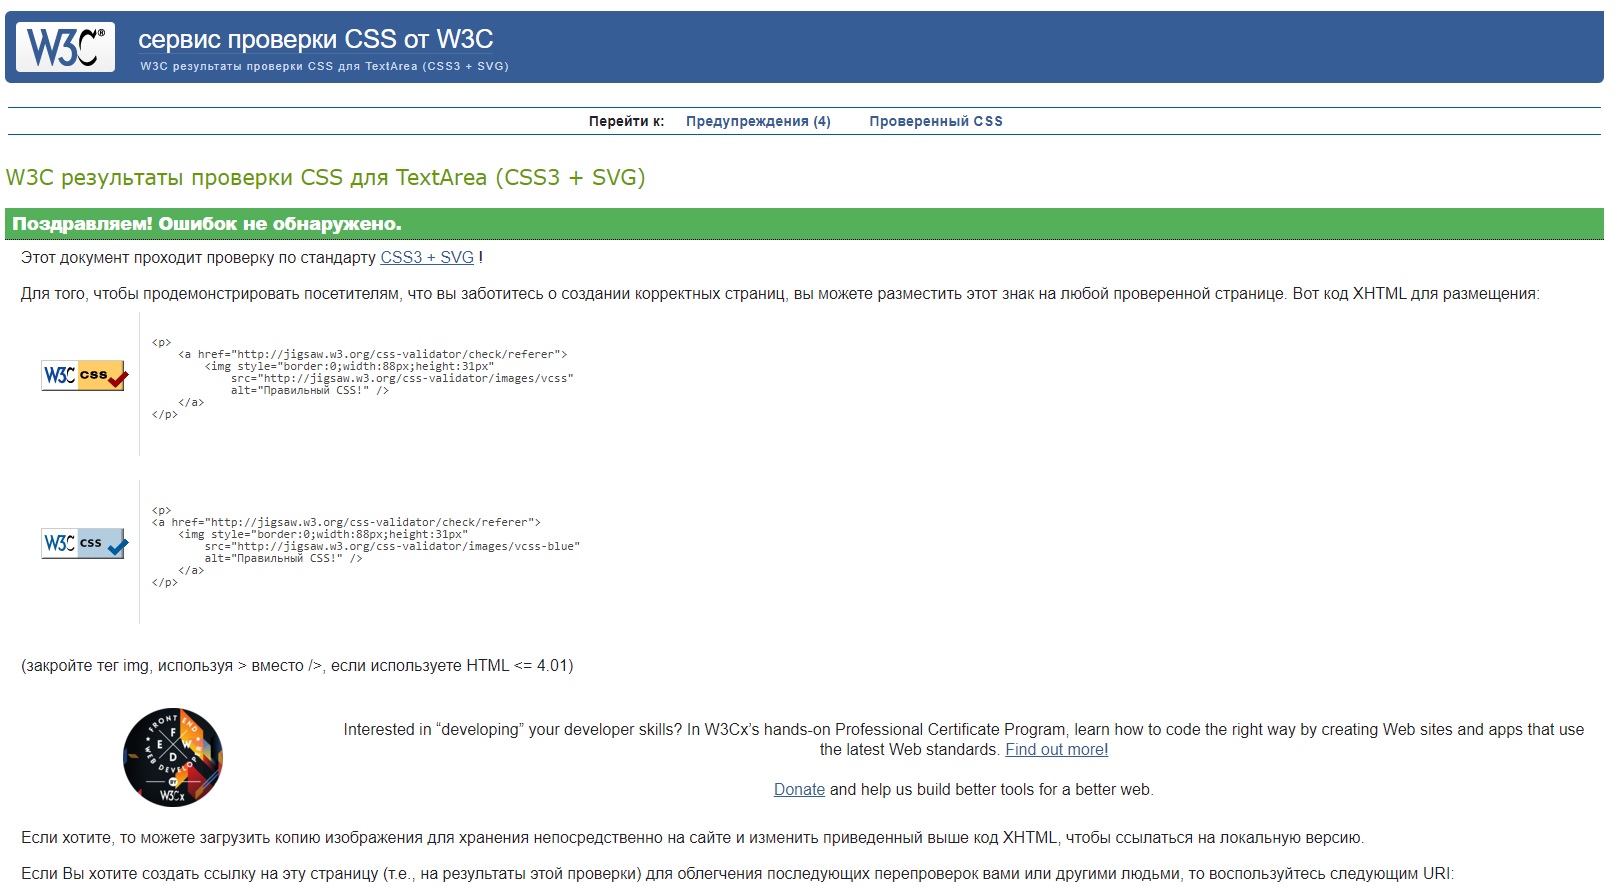 W3C®
сервис проверки CSS от W3C
W3C результаты проверки CSS для TextArea (CSS3 + SVG)
Перейти к: Предупреждения (4) Проверенный CSS
W3C результаты проверки CSS для TextArea (CSS3 + SVG)
Поздравляем! Ошибок не обнаружено.
Этот документ проходит проверку по стандарту CSS3 + SVG !
Для того, чтобы продемонстрировать посетителям, что вы заботитесь о создании корректных страниц, вы можете разместить этот знак на любой проверенной странице. Вот код XHTML для размещения:
W3C css
<p>
<a href="http://jigsaw.w3.org/css-validator/check/referer">
<img style="border:0;width:88px;height:31px"
src="http://jigsaw.w3.org/css-validator/images/vcss"
alt="Правильный CSS!" />
</a>
</p>
W3C css
<p>
<a href="http://jigsaw.w3.org/css-validator/check/referer">
<img style="border:0;width:88px;height:31px"
src="http://jigsaw.w3.org/css-validator/images/vcss-blue"
alt="Правильный CSS!" />
</a>
</p>
(закройте тег img, используя > вместо />, если используете HTML <= 4.01)
FRONT END
F
E W
D
WEB DEVELOPER
BY
W3Cx
Interested in “developing” your developer skills? In W3Cx’s hands-on Professional Certificate Program, learn how to code the right way by creating Web sites and apps that use
the latest Web standards. Find out more!
Donate and help us build better tools for a better web.
Если хотите, то можете загрузить копию изображения для хранения непосредственно на сайте и изменить приведенный выше код XHTML, чтобы ссылаться на локальную версию.
Если Вы хотите создать ссылку на эту страницу (т.е., на результаты этой проверки) для облегчения последующих перепроверок вами или другими людьми, то воспользуйтесь следующим URI: